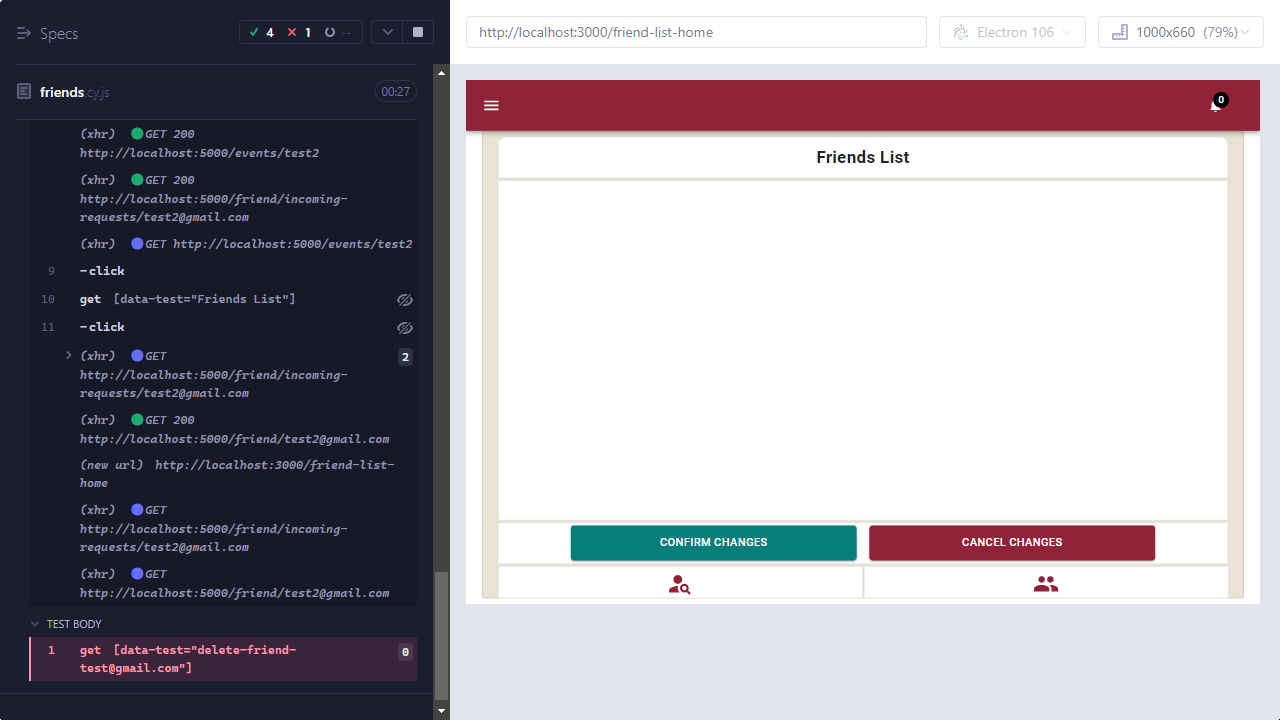 Specs
4
1
--
friends.cy.js
00:27
(xhr) GET 200
http://localhost:5000/events/test2
(xhr) GET 200
http://localhost:5000/friend/incoming-
requests/test2@gmail.com
(xhr) GET http://localhost:5000/events/test2
9 -click
10 get [data-test="Friends List"]
11 -click
(xhr) GET
http://localhost:5000/friend/incoming-
requests/test2@gmail.com
2
(xhr) GET 200
http://localhost:5000/friend/test2@gmail.com
(new url) http://localhost:3000/friend-list-
home
(xhr) GET
http://localhost:5000/friend/incoming-
requests/test2@gmail.com
(xhr) GET
http://localhost:5000/friend/test2@gmail.com
TEST BODY
1 get [data-test="delete-friend-
test@gmail.com"]
0
http://localhost:3000/friend-list-home
Electron 106
1000x660 (79%)
0
Friends List
CONFIRM CHANGES
CANCEL CHANGES